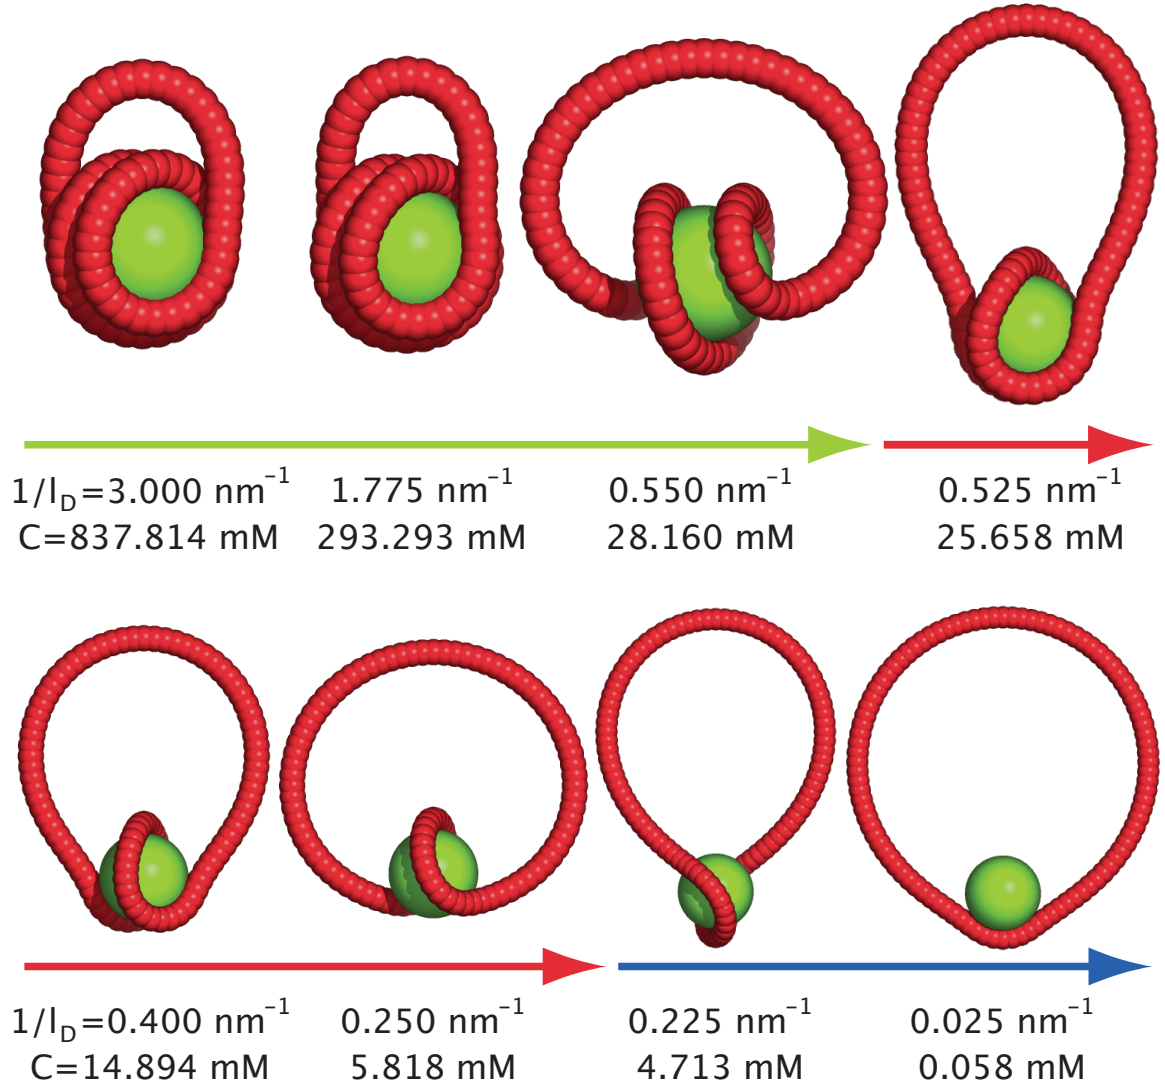 1/l_D=3.000 nm⁻¹ 1.775 nm⁻¹ 0.550 nm⁻¹ 0.525 nm⁻¹
C=837.814 mM 293.293 mM 28.160 mM 25.658 mM
1/l_D=0.400 nm⁻¹ 0.250 nm⁻¹ 0.225 nm⁻¹ 0.025 nm⁻¹
C=14.894 mM 5.818 mM 4.713 mM 0.058 mM